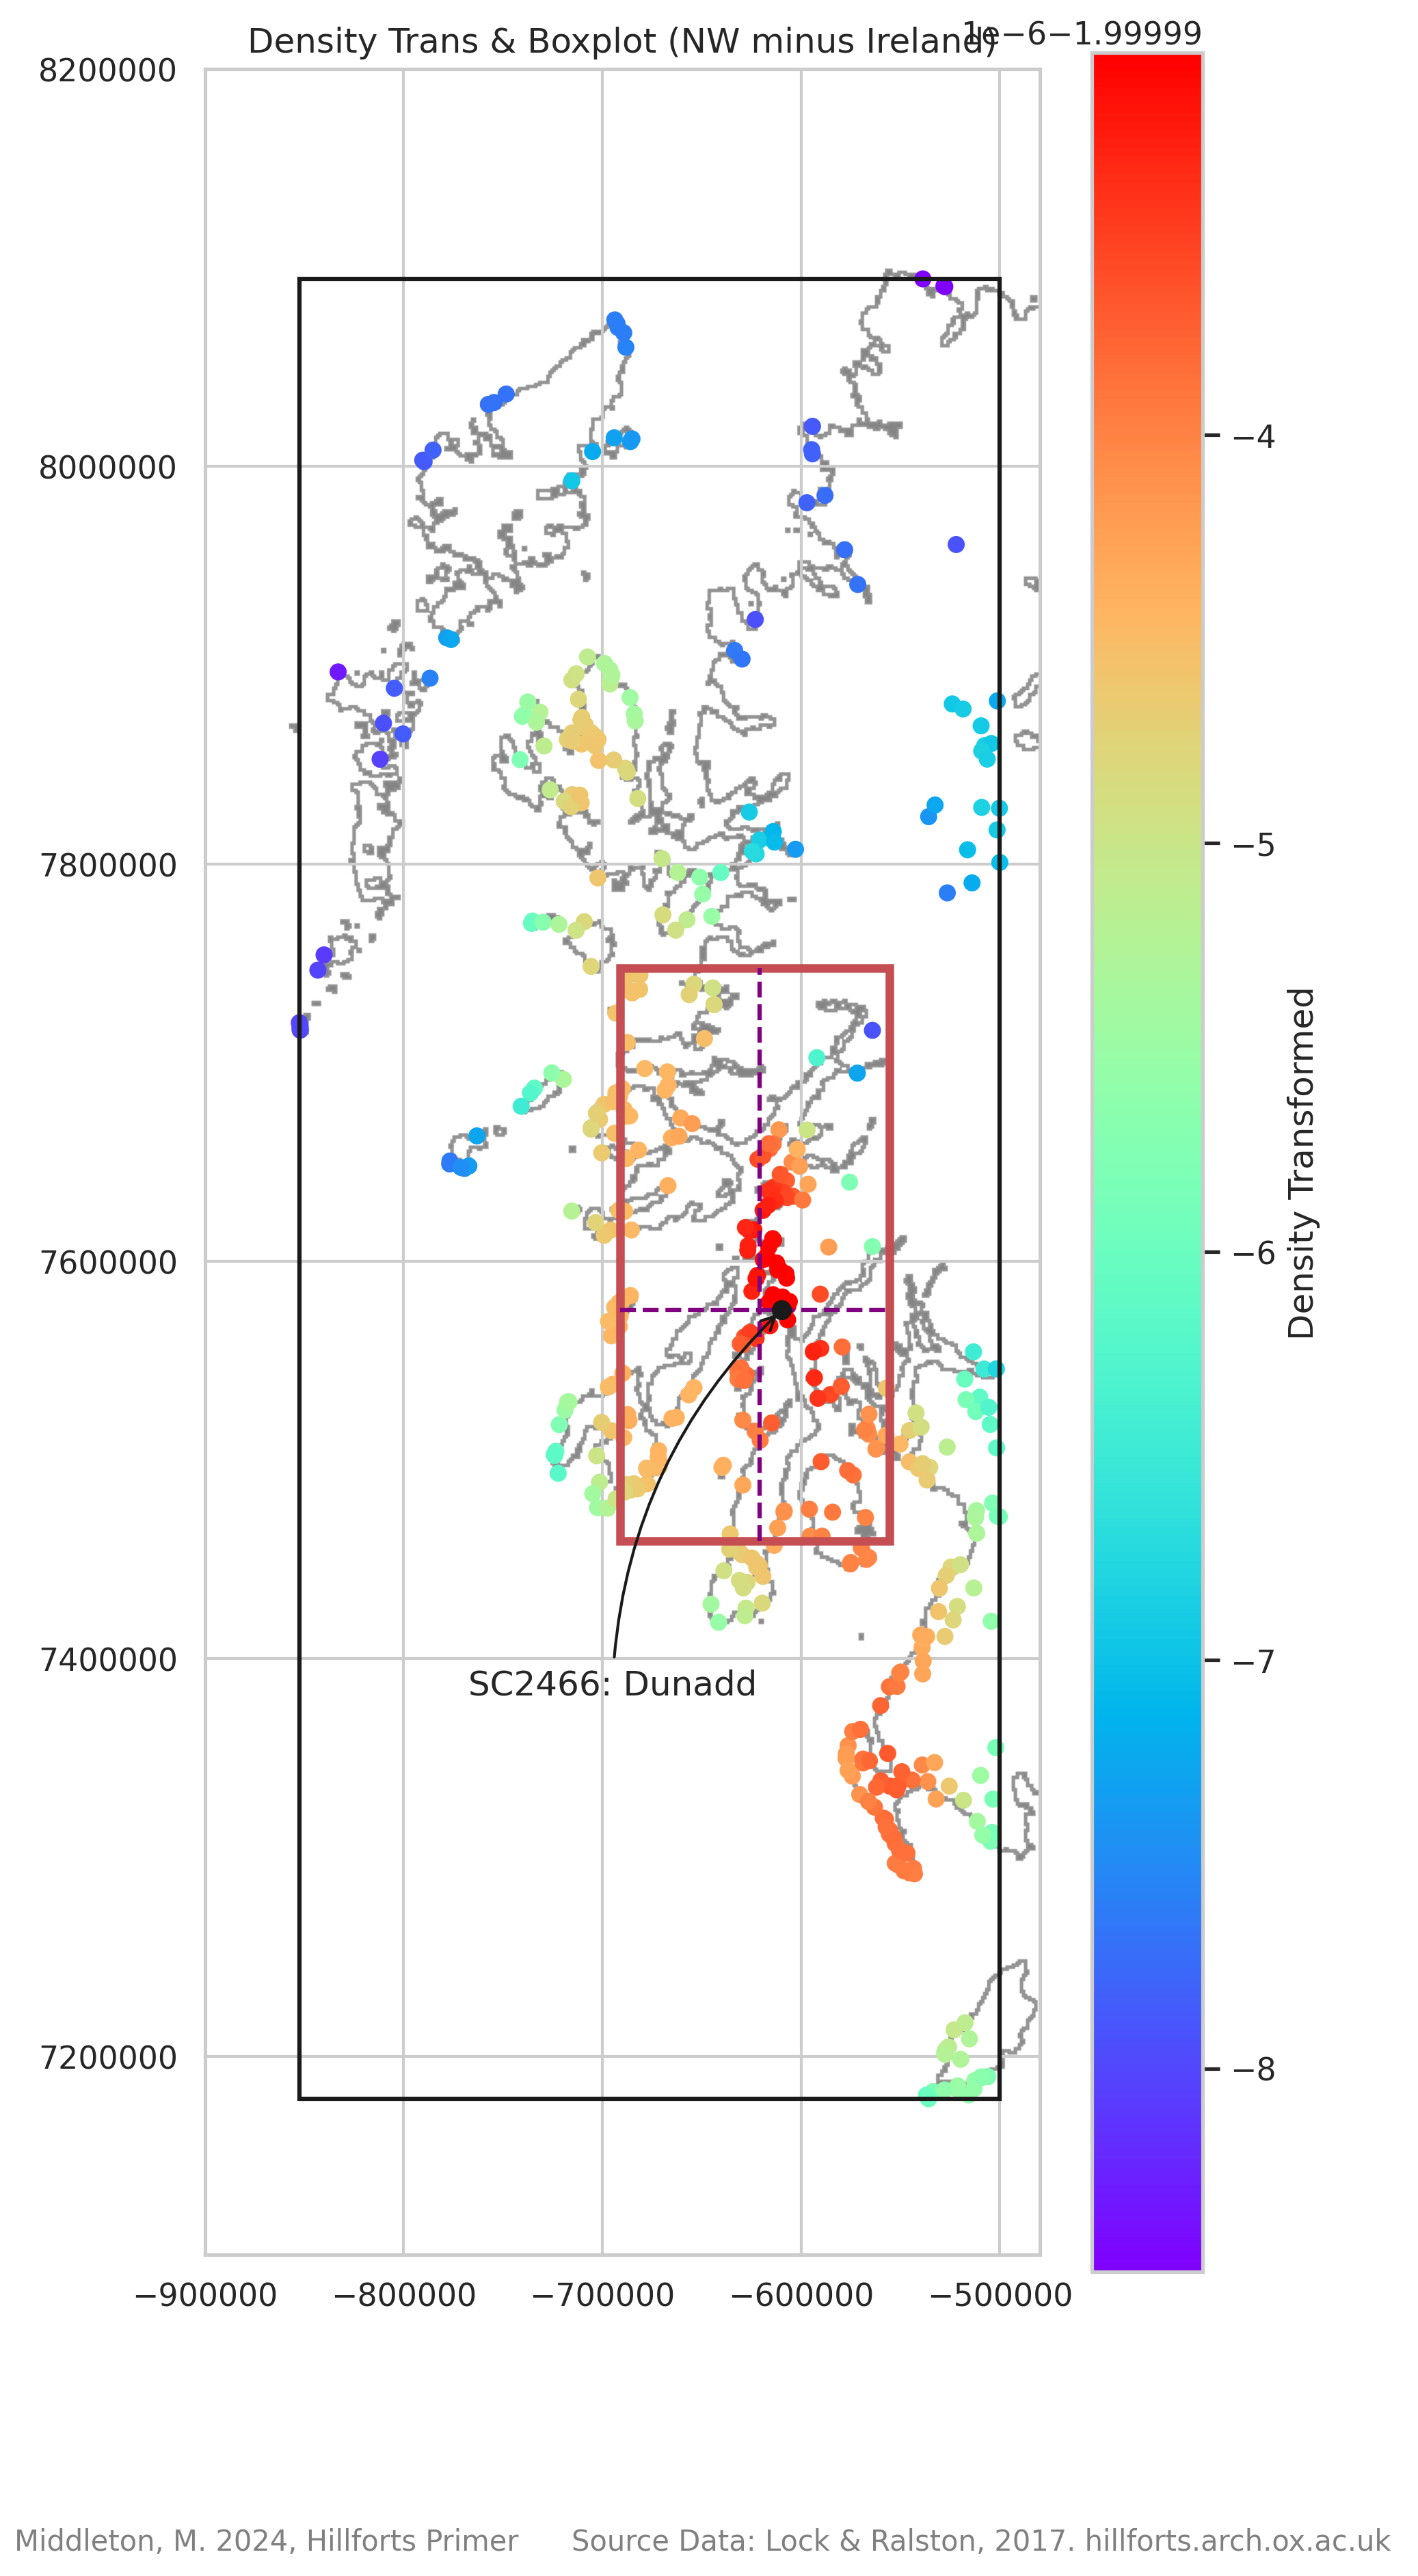 Density Trans & Boxplot (NW minus Ireland)
1e−6−1.99999
8200000
8000000
7800000
7600000
7400000
7200000
−900000
−800000
−700000
−600000
−500000
SC2466: Dunadd
−4
−5
−6
−7
−8
Density Transformed
Middleton, M. 2024, Hillforts Primer
Source Data: Lock & Ralston, 2017. hillforts.arch.ox.ac.uk